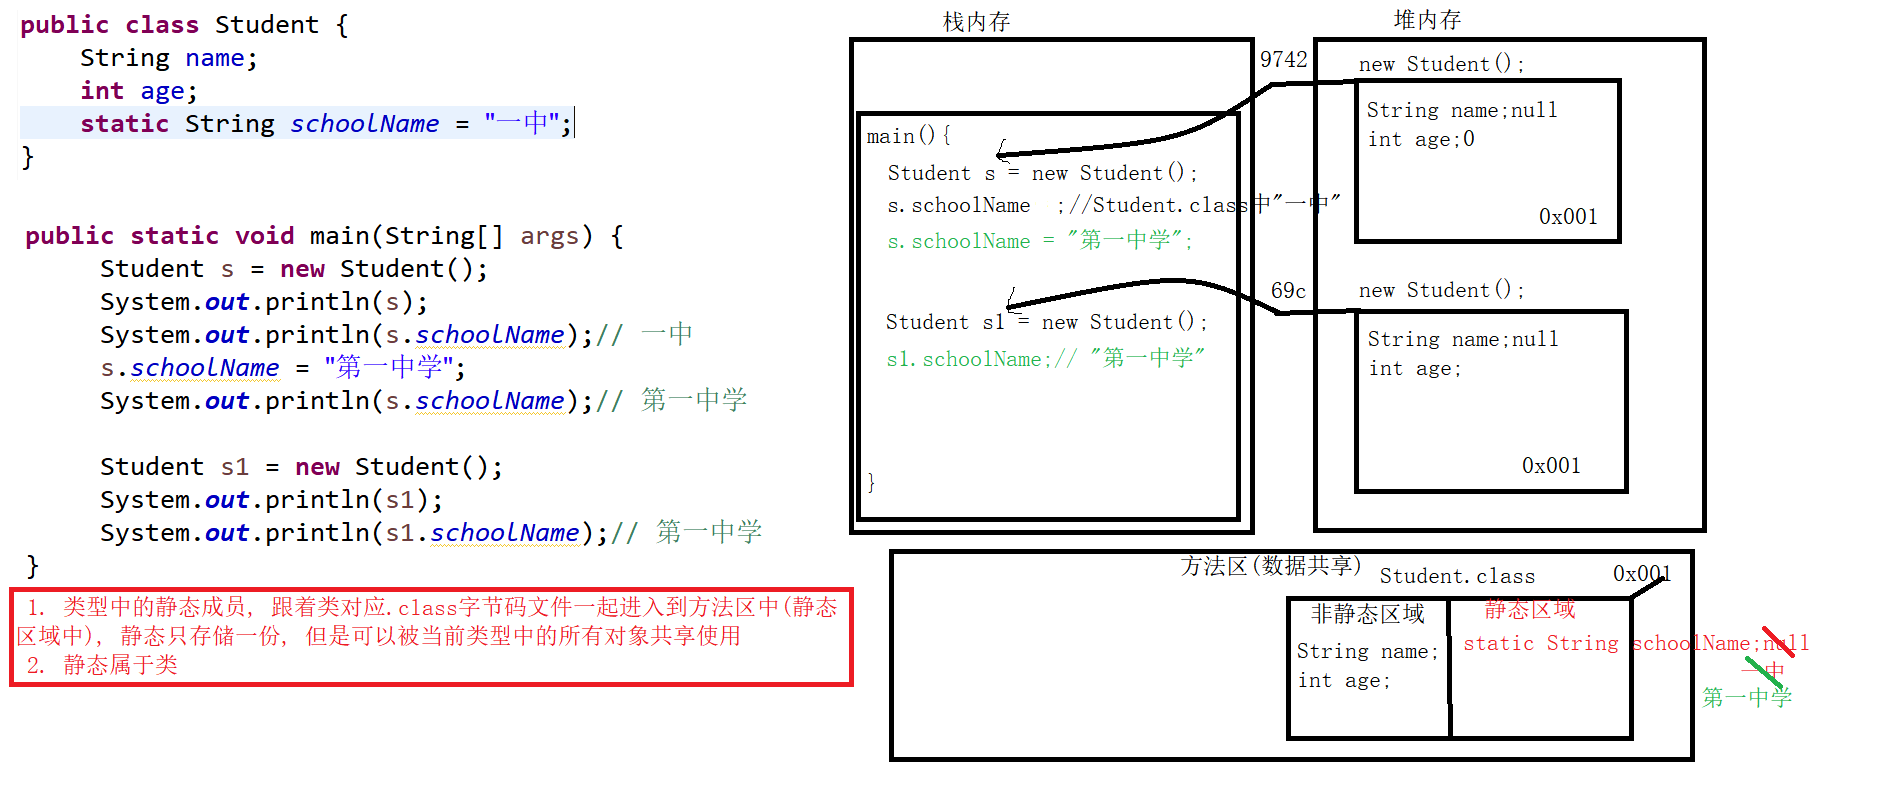 public class Student {
String name;
int age;
static String schoolName = "一中";
}
public static void main(String[] args) {
Student s = new Student();
System.out.println(s);
System.out.println(s.schoolName);// 一中
s.schoolName = "第一中学";
System.out.println(s.schoolName);// 第一中学
Student s1 = new Student();
System.out.println(s1);
System.out.println(s1.schoolName);// 第一中学
}
1. 类型中的静态成员, 跟着类对应.class字节码文件一起进入到方法区中(静态
区域中), 静态只存储一份, 但是可以被当前类型中的所有对象共享使用
2. 静态属于类
栈内存
main(){
Student s = new Student();
s.schoolName ;//Student.class中"一中"
s.schoolName = "第一中学";
Student s1 = new Student();
s1.schoolName;// "第一中学"
}
堆内存
9742
new Student();
String name;null
int age;0
0x001
69c
new Student();
String name;null
int age;
0x001
方法区(数据共享)
Student.class
0x001
非静态区域
String name;
int age;
静态区域
static String schoolName;null
一中
第一中学